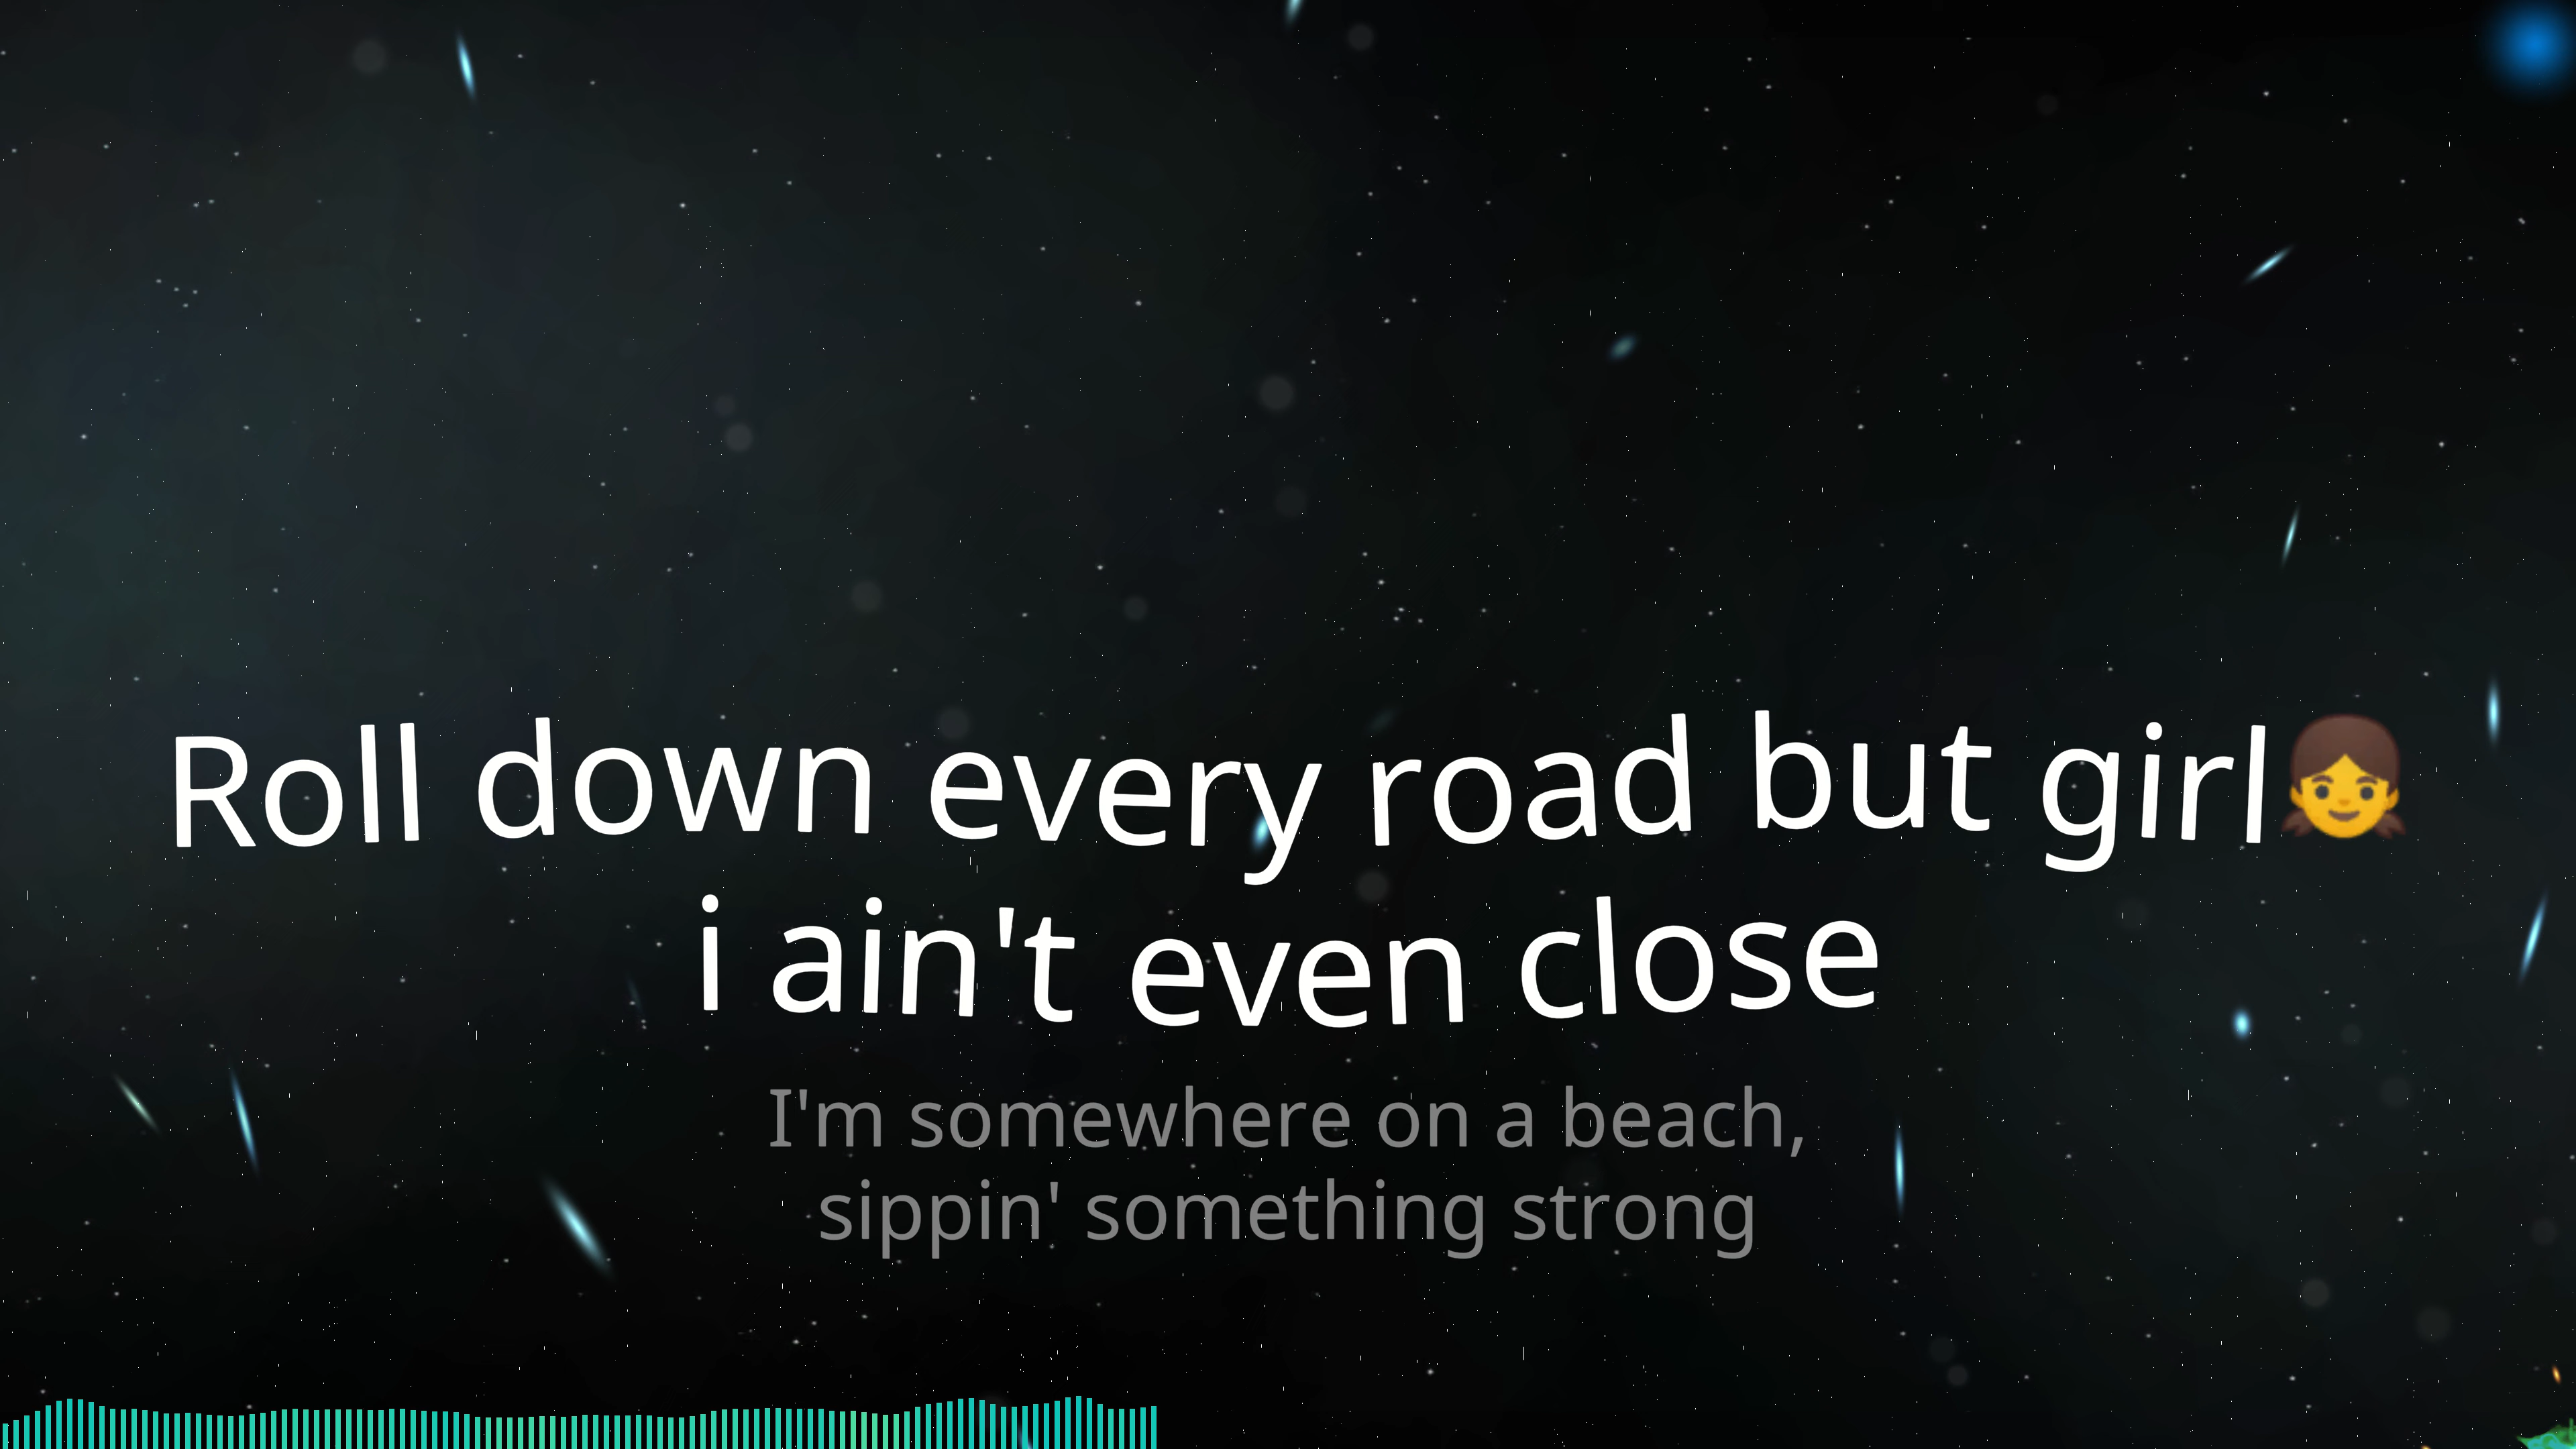 Roll down every road but girl👧
i ain't even close
I'm somewhere on a beach,
sippin' something strong